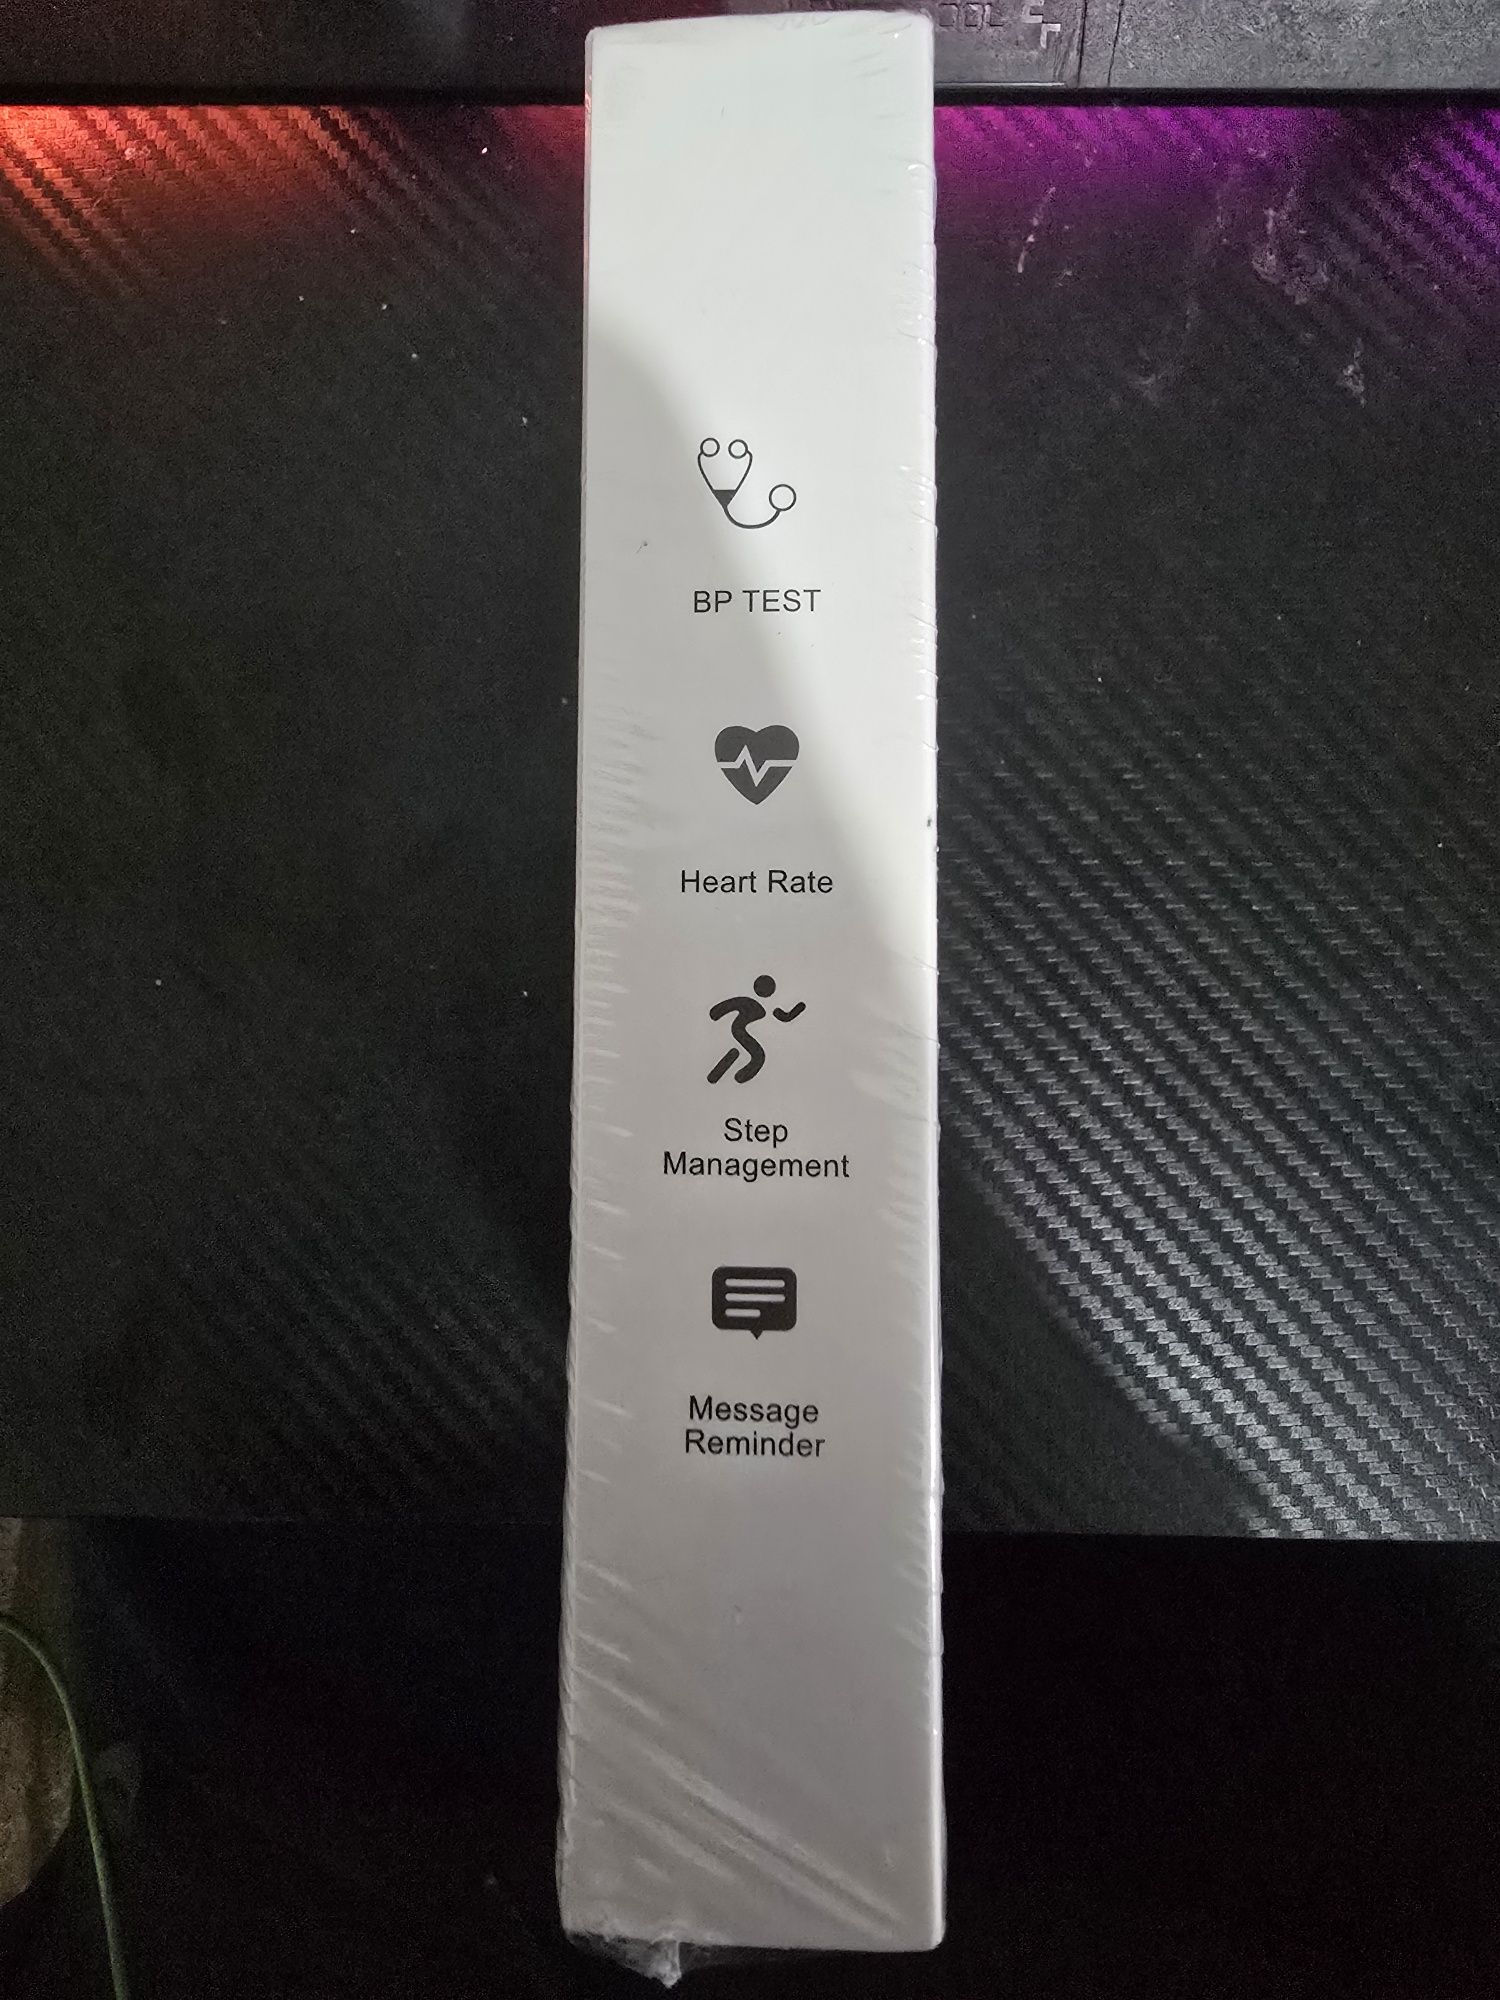 BP TEST
Heart Rate
Step
Management
Message
Reminder